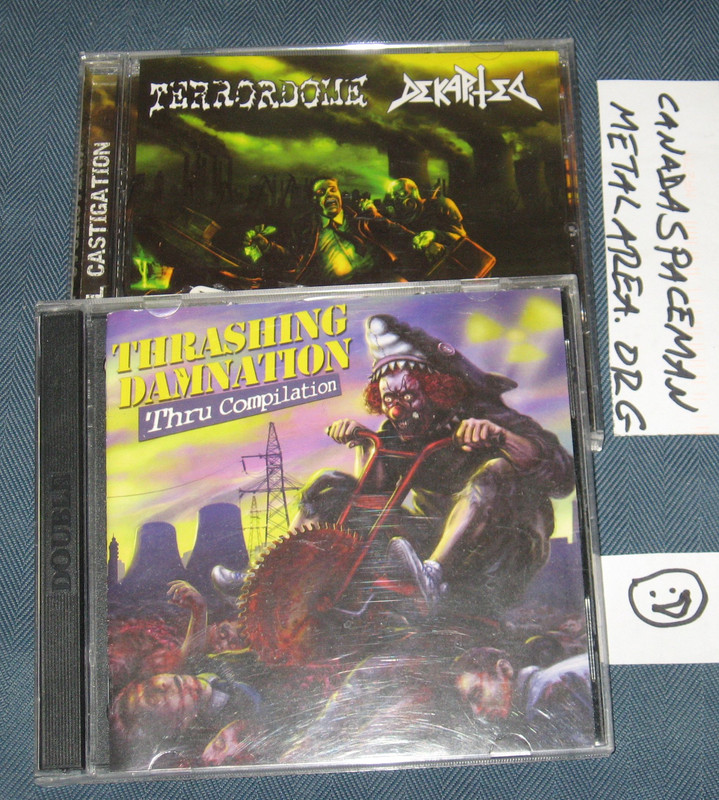 TERRORDOME
DEKAPITED
CASTIGATION
THRASHING
DAMNATION
Thru Compilation
DOUBLE
CANADASPACEMAN
METALAREA.ORG